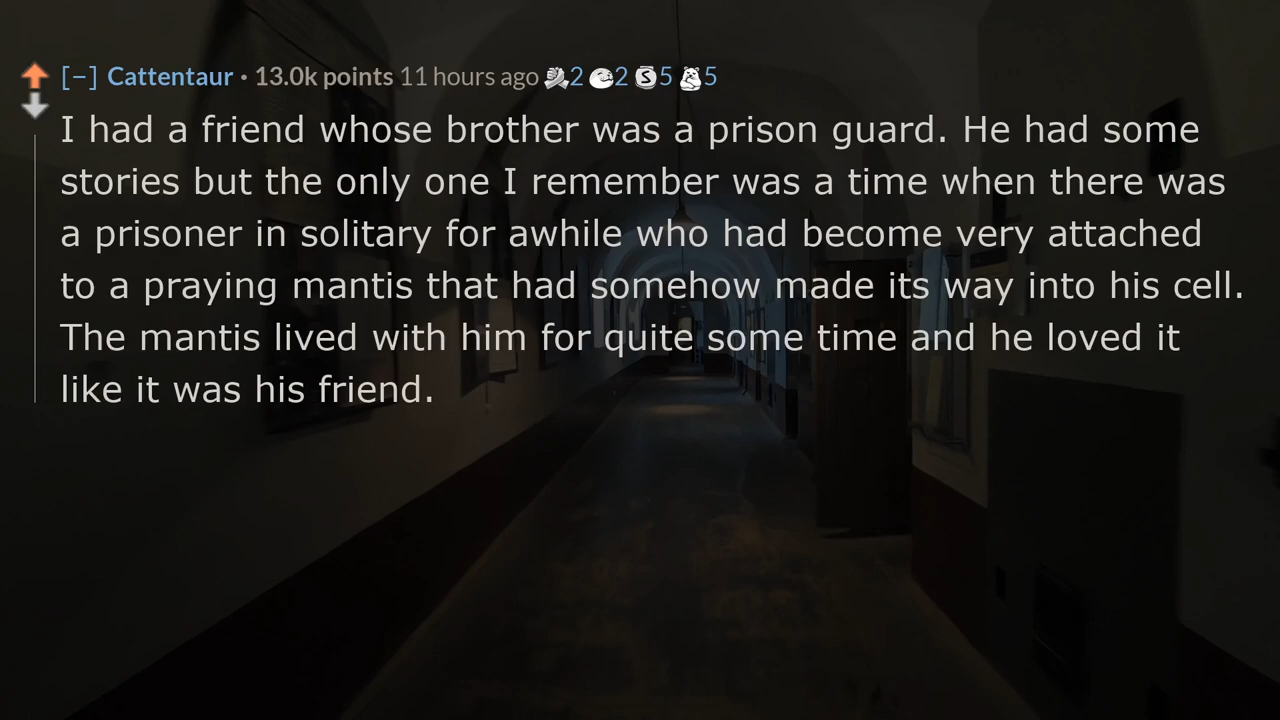 [−] Cattentaur • 13.0k points 11 hours ago 2 2 5 5
I had a friend whose brother was a prison guard. He had some
stories but the only one I remember was a time when there was
a prisoner in solitary for awhile who had become very attached
to a praying mantis that had somehow made its way into his cell.
The mantis lived with him for quite some time and he loved it
like it was his friend.